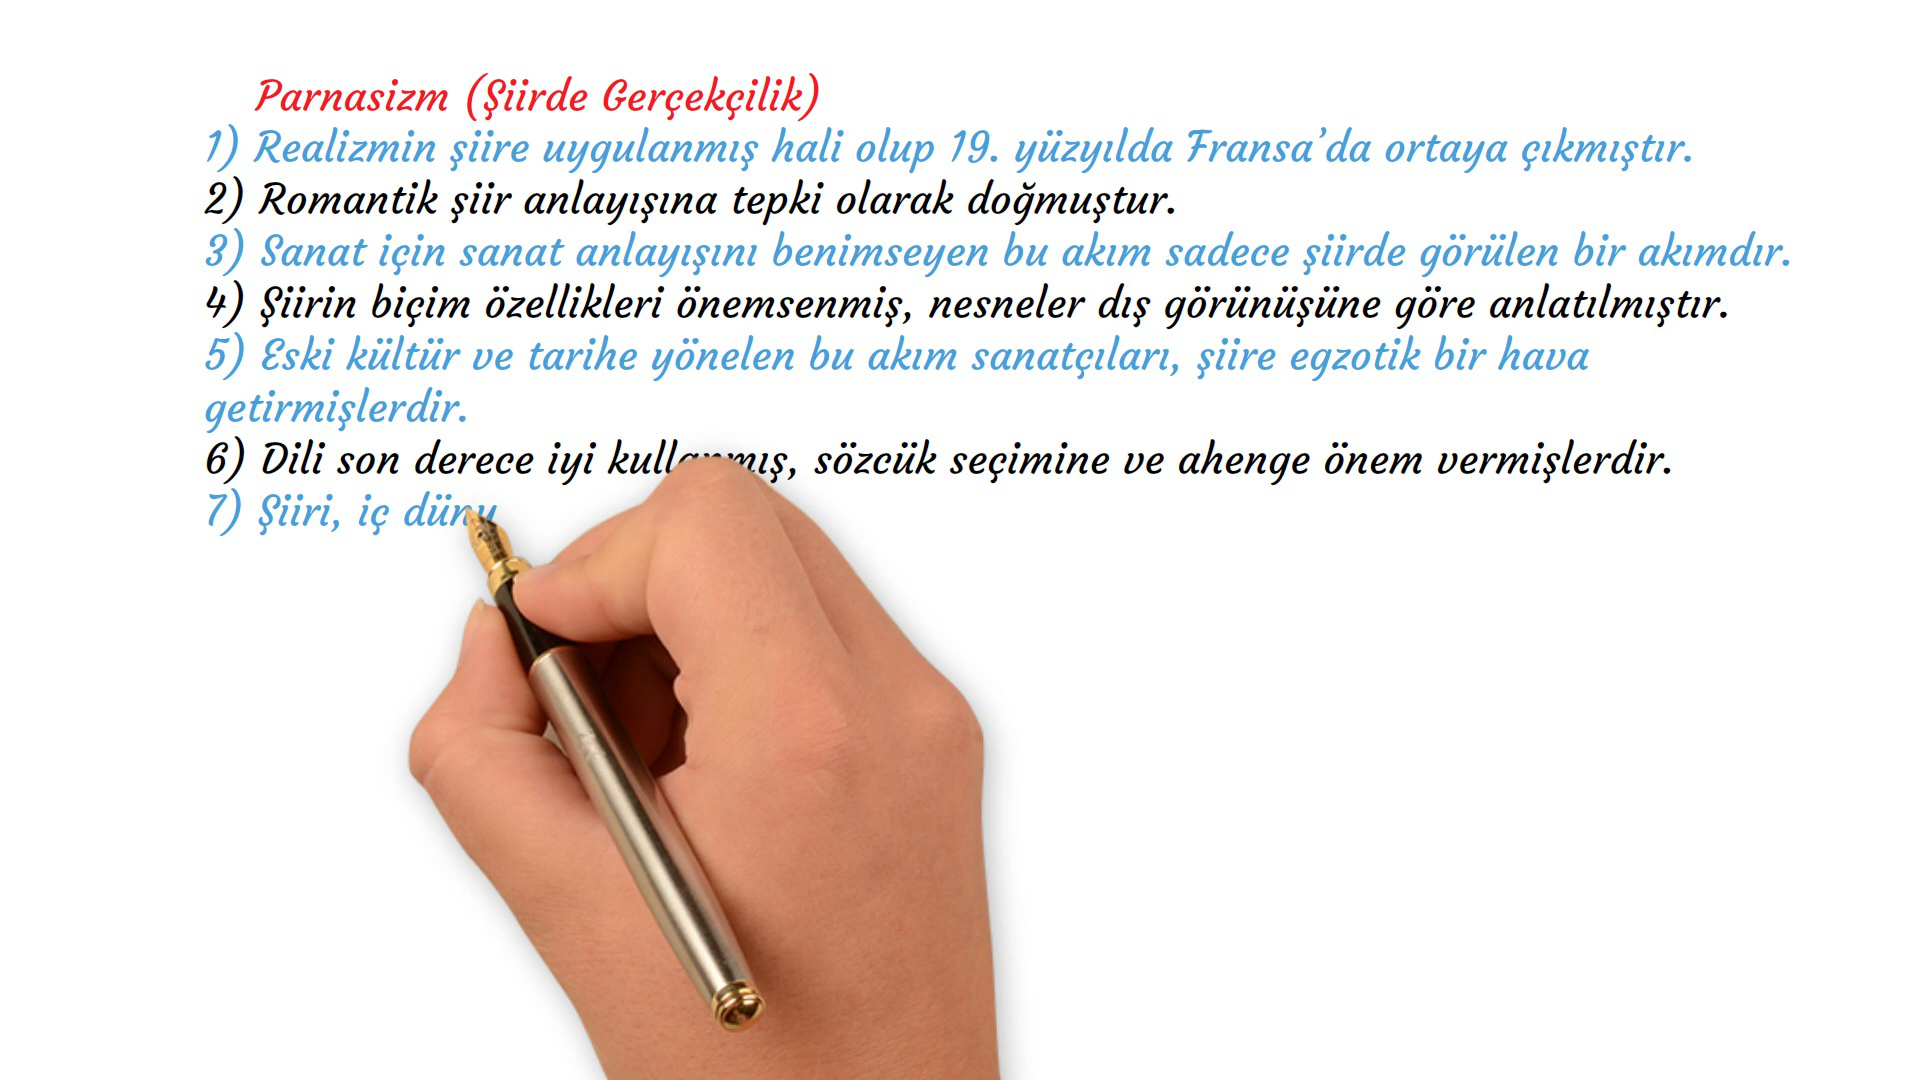 Parnasizm (Şiirde Gerçekçilik)
1) Realizmin şiire uygulanmış hali olup 19. yüzyılda Fransa’da ortaya çıkmıştır.
2) Romantik şiir anlayışına tepki olarak doğmuştur.
3) Sanat için sanat anlayışını benimseyen bu akım sadece şiirde görülen bir akımdır.
4) Şiirin biçim özellikleri önemsenmiş, nesneler dış görünüşüne göre anlatılmıştır.
5) Eski kültür ve tarihe yönelen bu akım sanatçıları, şiire egzotik bir hava
getirmişlerdir.
6) Dili son derece iyi kullanmış, sözcük seçimine ve ahenge önem vermişlerdir.
7) Şiiri, iç düny